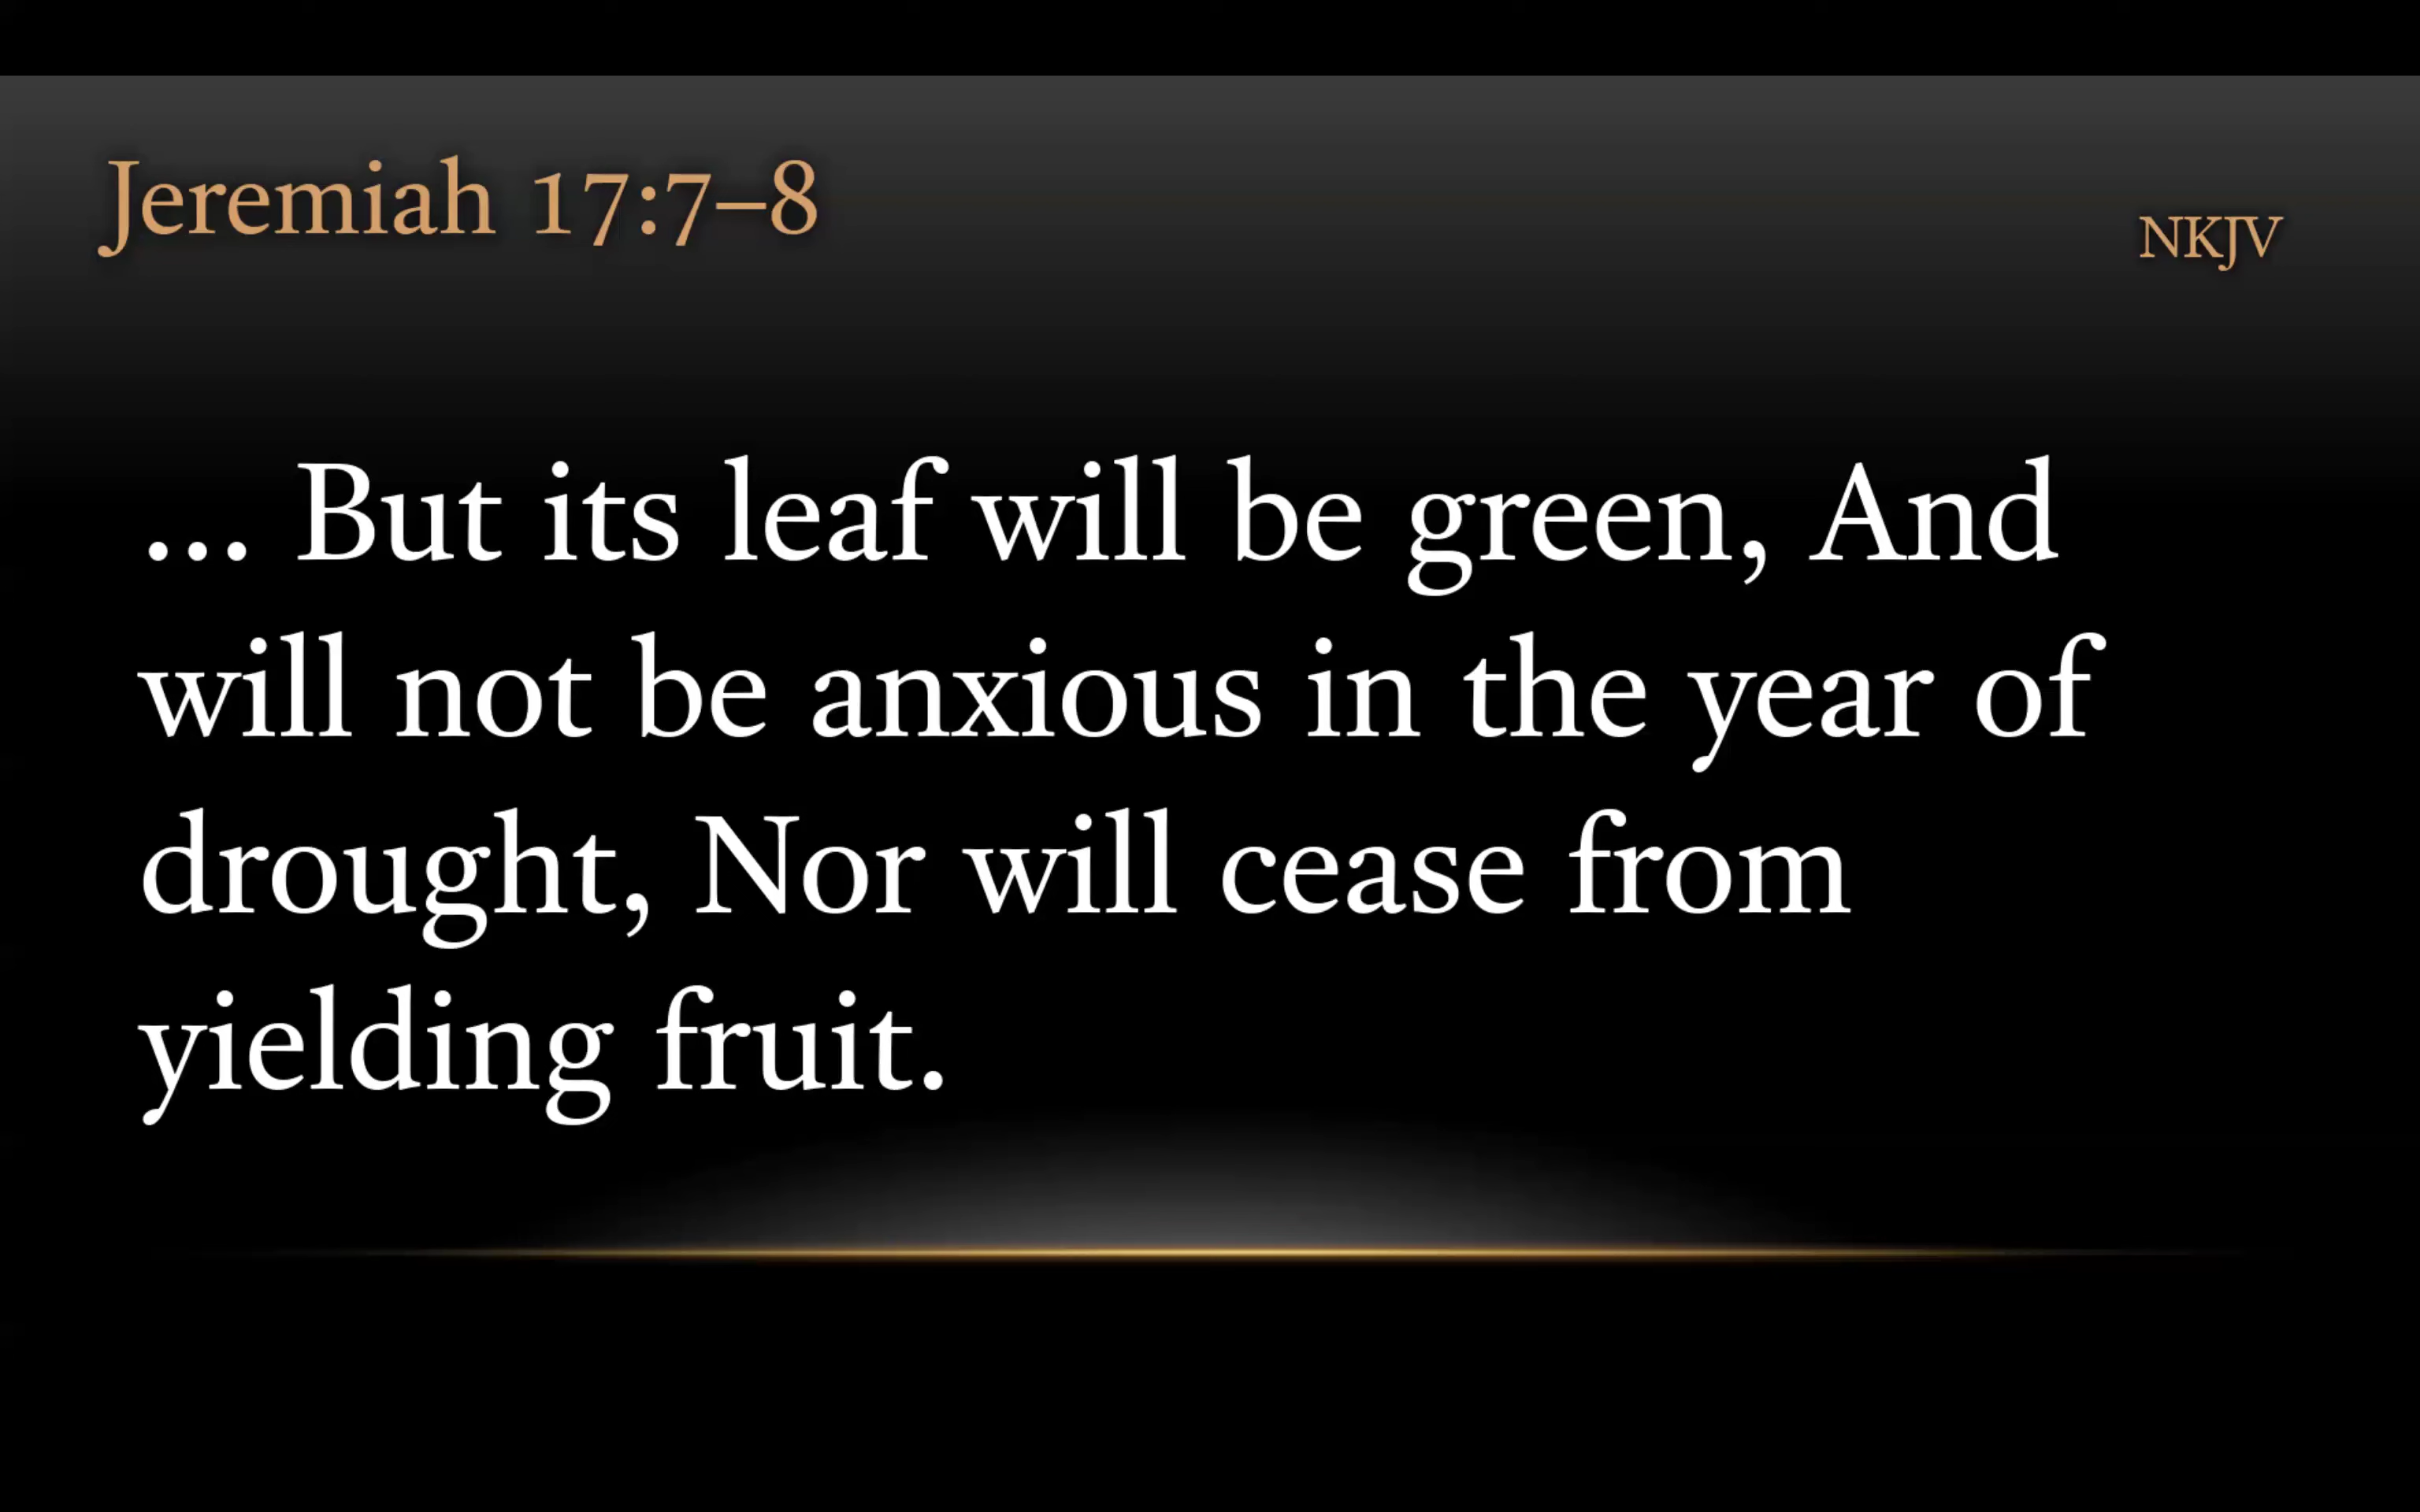 Jeremiah 17:7–8
NKJV
... But its leaf will be green, And
will not be anxious in the year of
drought, Nor will cease from
yielding fruit.